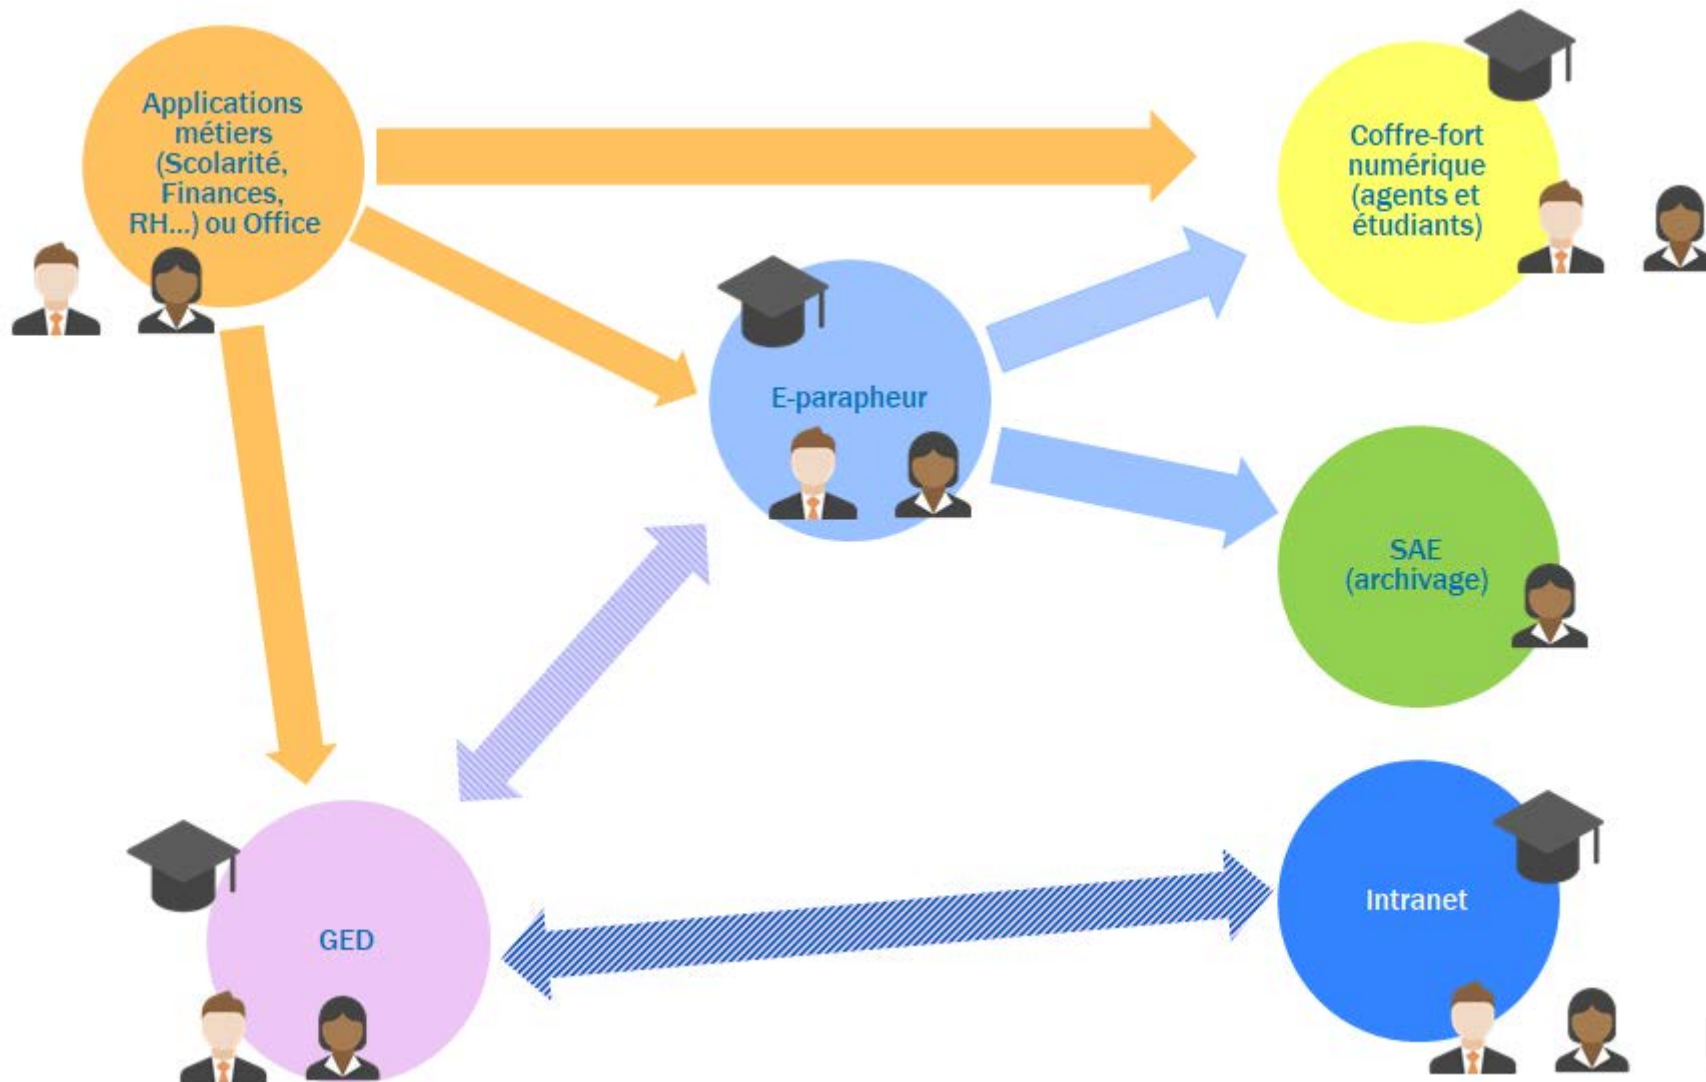 Applications
métiers
(Scolarité,
Finances,
RH...) ou Office
Coffre-fort
numérique
(agents et
étudiants)
E-parapheur
SAE
(archivage)
GED
Intranet